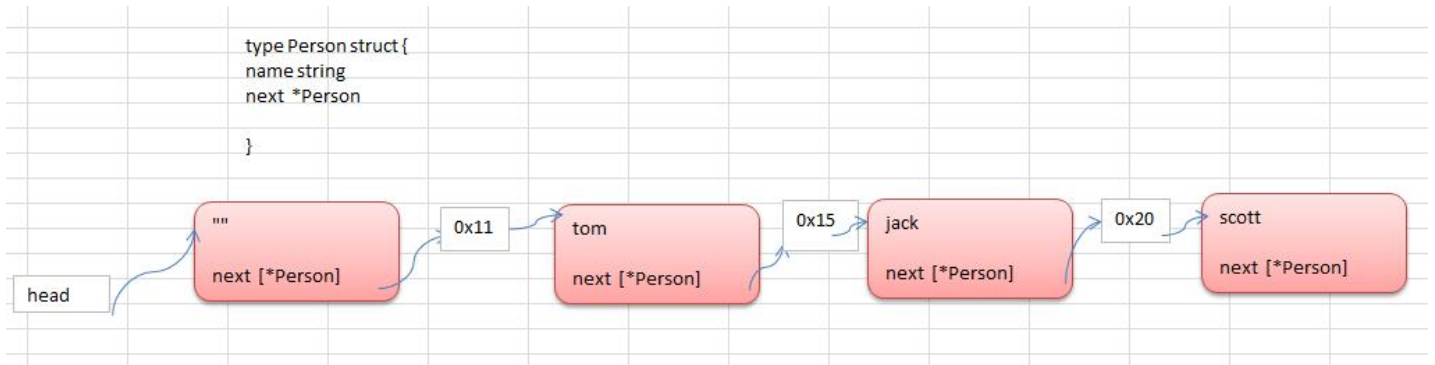 type Person struct {
name string
next *Person
}
head
""
next [*Person]
0x11
tom
next [*Person]
0x15
jack
next [*Person]
0x20
scott
next [*Person]